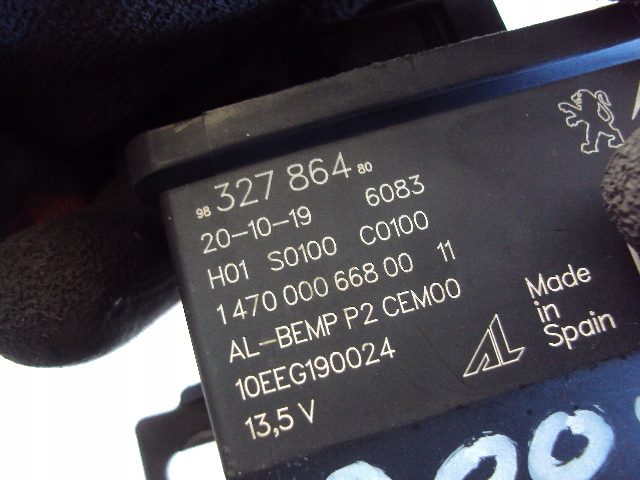 98 327 864 80
20-10-19 6083
H01 S0100 C0100
1 470 000 668 00 11
AL-BEMP P2 CEM00
10EEG190024
13,5 V
AL
Made
in
Spain